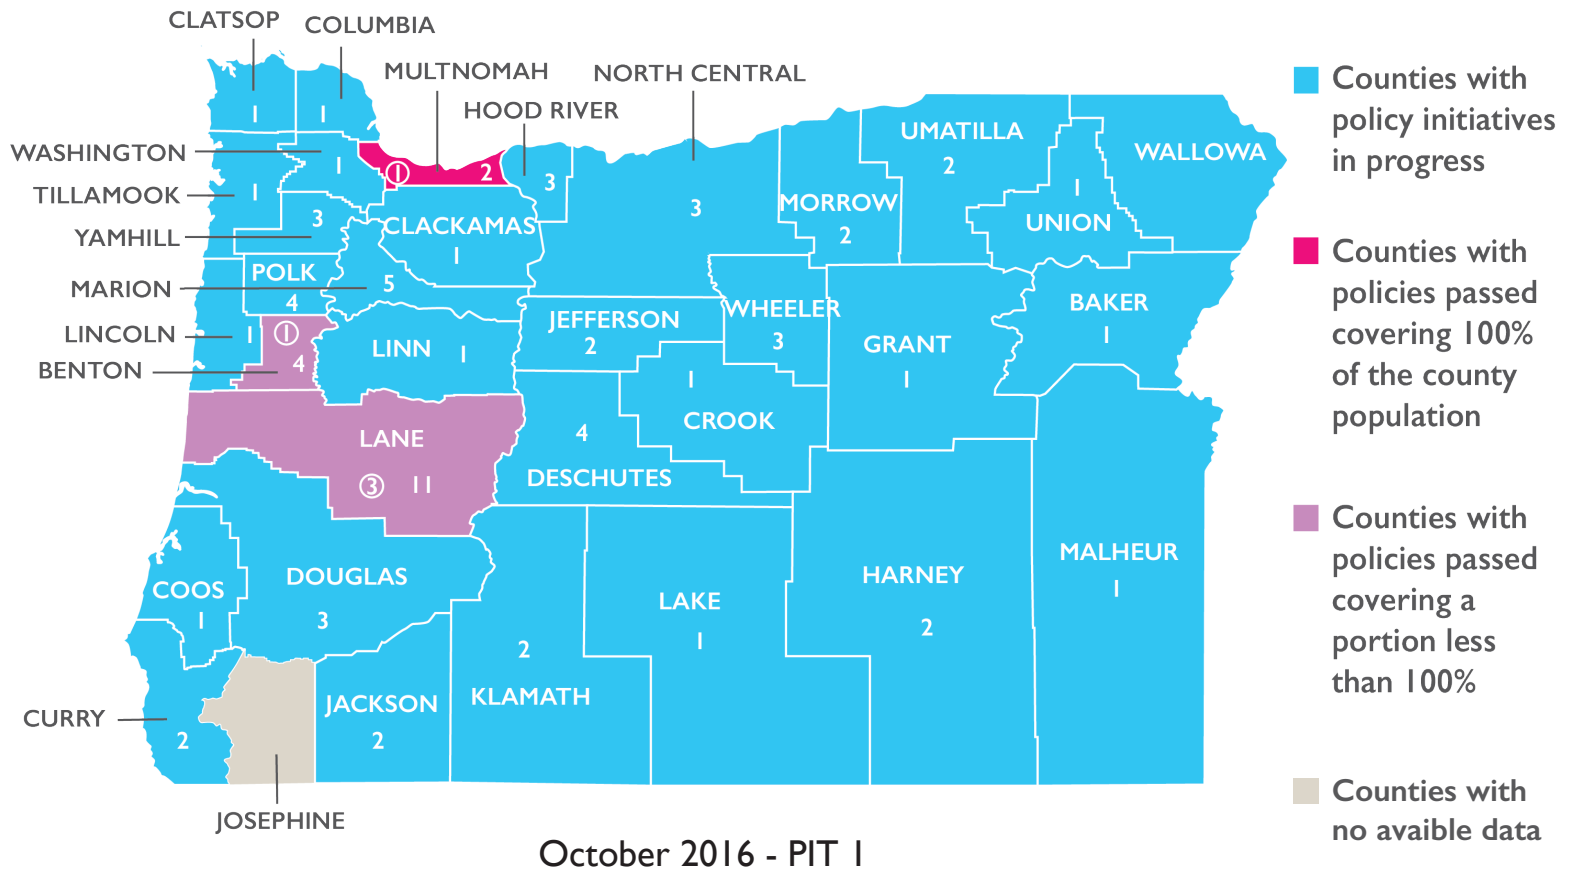 CLATSOP
COLUMBIA
MULTNOMAH
NORTH CENTRAL
HOOD RIVER
1
1
WASHINGTON
1
① 2
3
UMATILLA
2
WALLOWA
TILLAMOOK
1
3
3
MORROW
2
1
UNION
YAMHILL
CLACKAMAS
1
POLK
4
MARION
5
WHEELER
3
BAKER
1
LINCOLN
1
①
4
BENTON
LINN 1
JEFFERSON
2
GRANT
1
1
CROOK
LANE
③ 11
4
DESCHUTES
COOS
1
DOUGLAS
3
LAKE
1
HARNEY
2
MALHEUR
1
2
KLAMATH
CURRY
2
JACKSON
2
JOSEPHINE
Counties with
policy initiatives
in progress
Counties with
policies passed
covering 100%
of the county
population
Counties with
policies passed
covering a
portion less
than 100%
Counties with
no avaible data
October 2016 - PIT 1